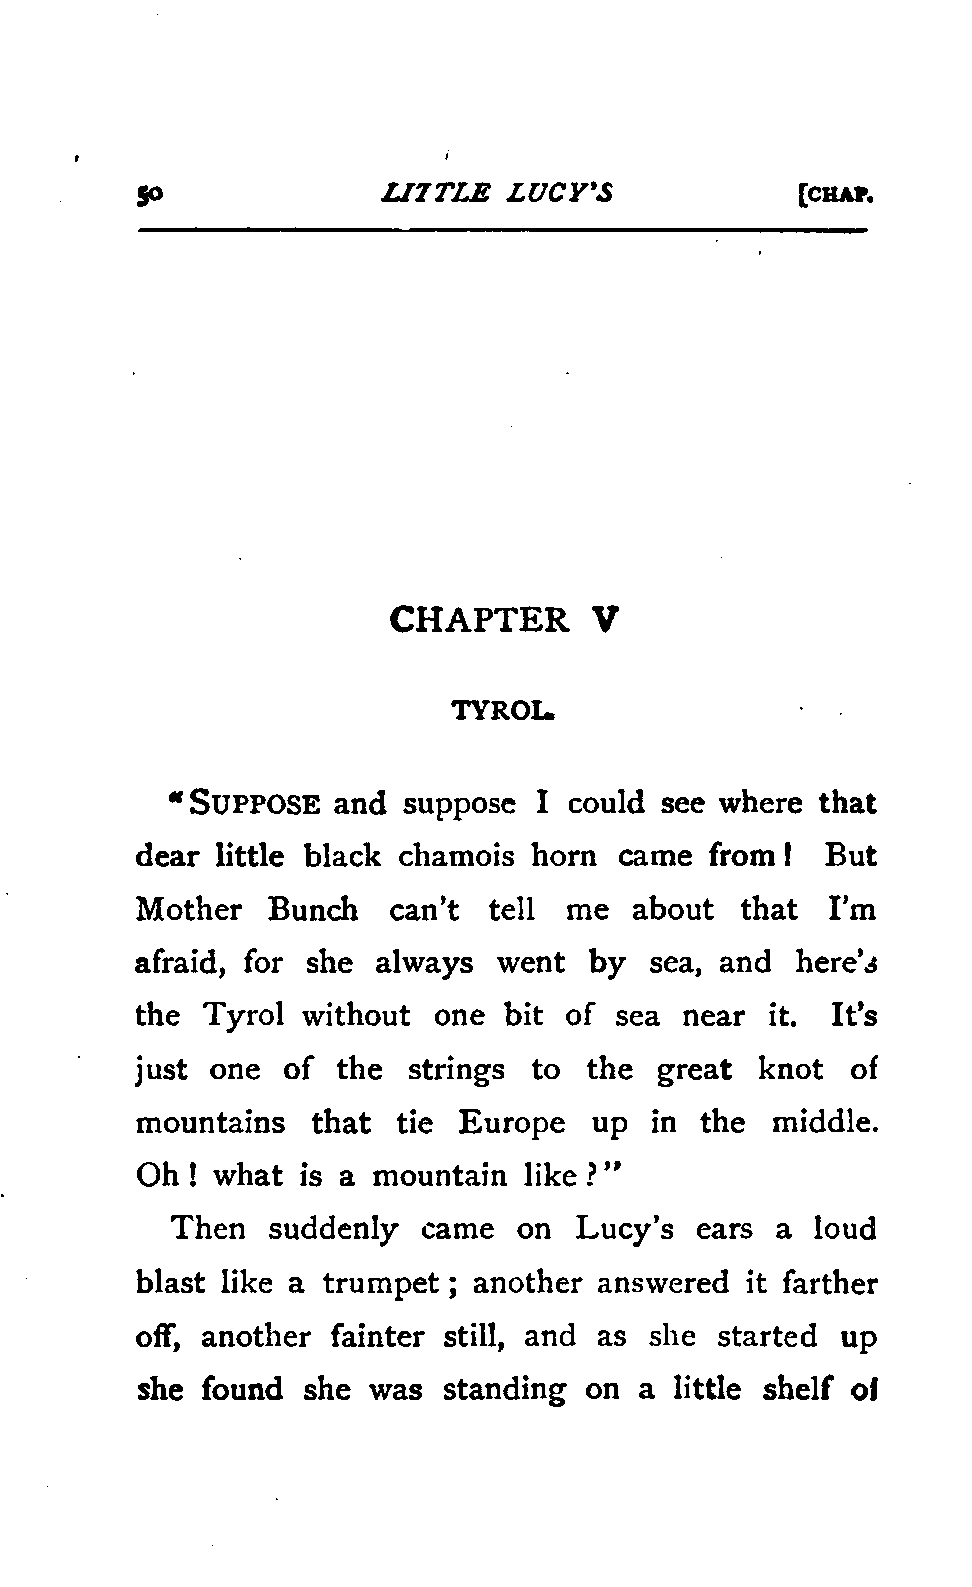 50 LITTLE LUCY'S [CHAP.
CHAPTER V
TYROL.
"SUPPOSE and suppose I could see where that
dear little black chamois horn came from! But
Mother Bunch can't tell me about that I'm
afraid, for she always went by sea, and here's
the Tyrol without one bit of sea near it. It's
just one of the strings to the great knot of
mountains that tie Europe up in the middle.
Oh! what is a mountain like?"
Then suddenly came on Lucy's ears a loud
blast like a trumpet; another answered it farther
off, another fainter still, and as she started up
she found she was standing on a little shelf of